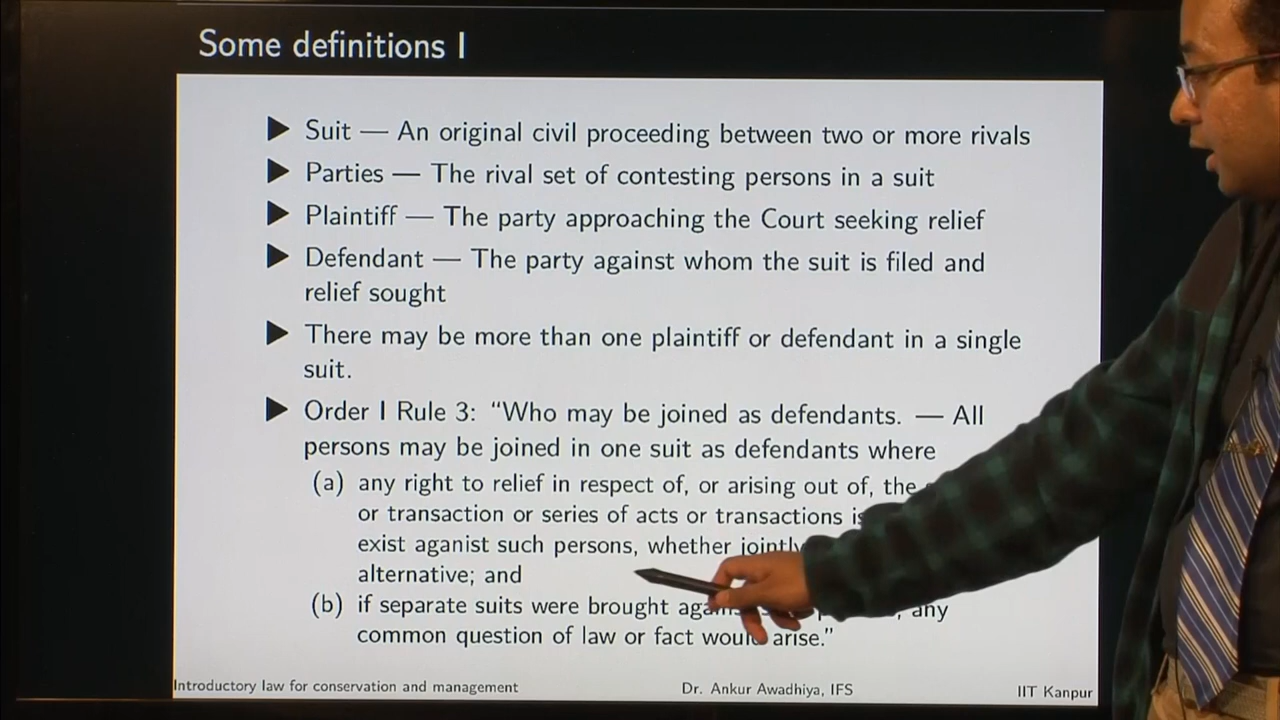 Some definitions I
Suit — An original civil proceeding between two or more rivals
Parties — The rival set of contesting persons in a suit
Plaintiff — The party approaching the Court seeking relief
Defendant — The party against whom the suit is filed and
relief sought
There may be more than one plaintiff or defendant in a single
suit.
Order I Rule 3: “Who may be joined as defendants. — All
persons may be joined in one suit as defendants where
(a) any right to relief in respect of, or arising out of, the
or transaction or series of acts or transactions is
exist aganist such persons, whether jointly
alternative; and
(b) if separate suits were brought any
common question of law or fact would arise.”
Introductory law for conservation and management Dr. Ankur Awadhiya, IFS IIT Kanpur